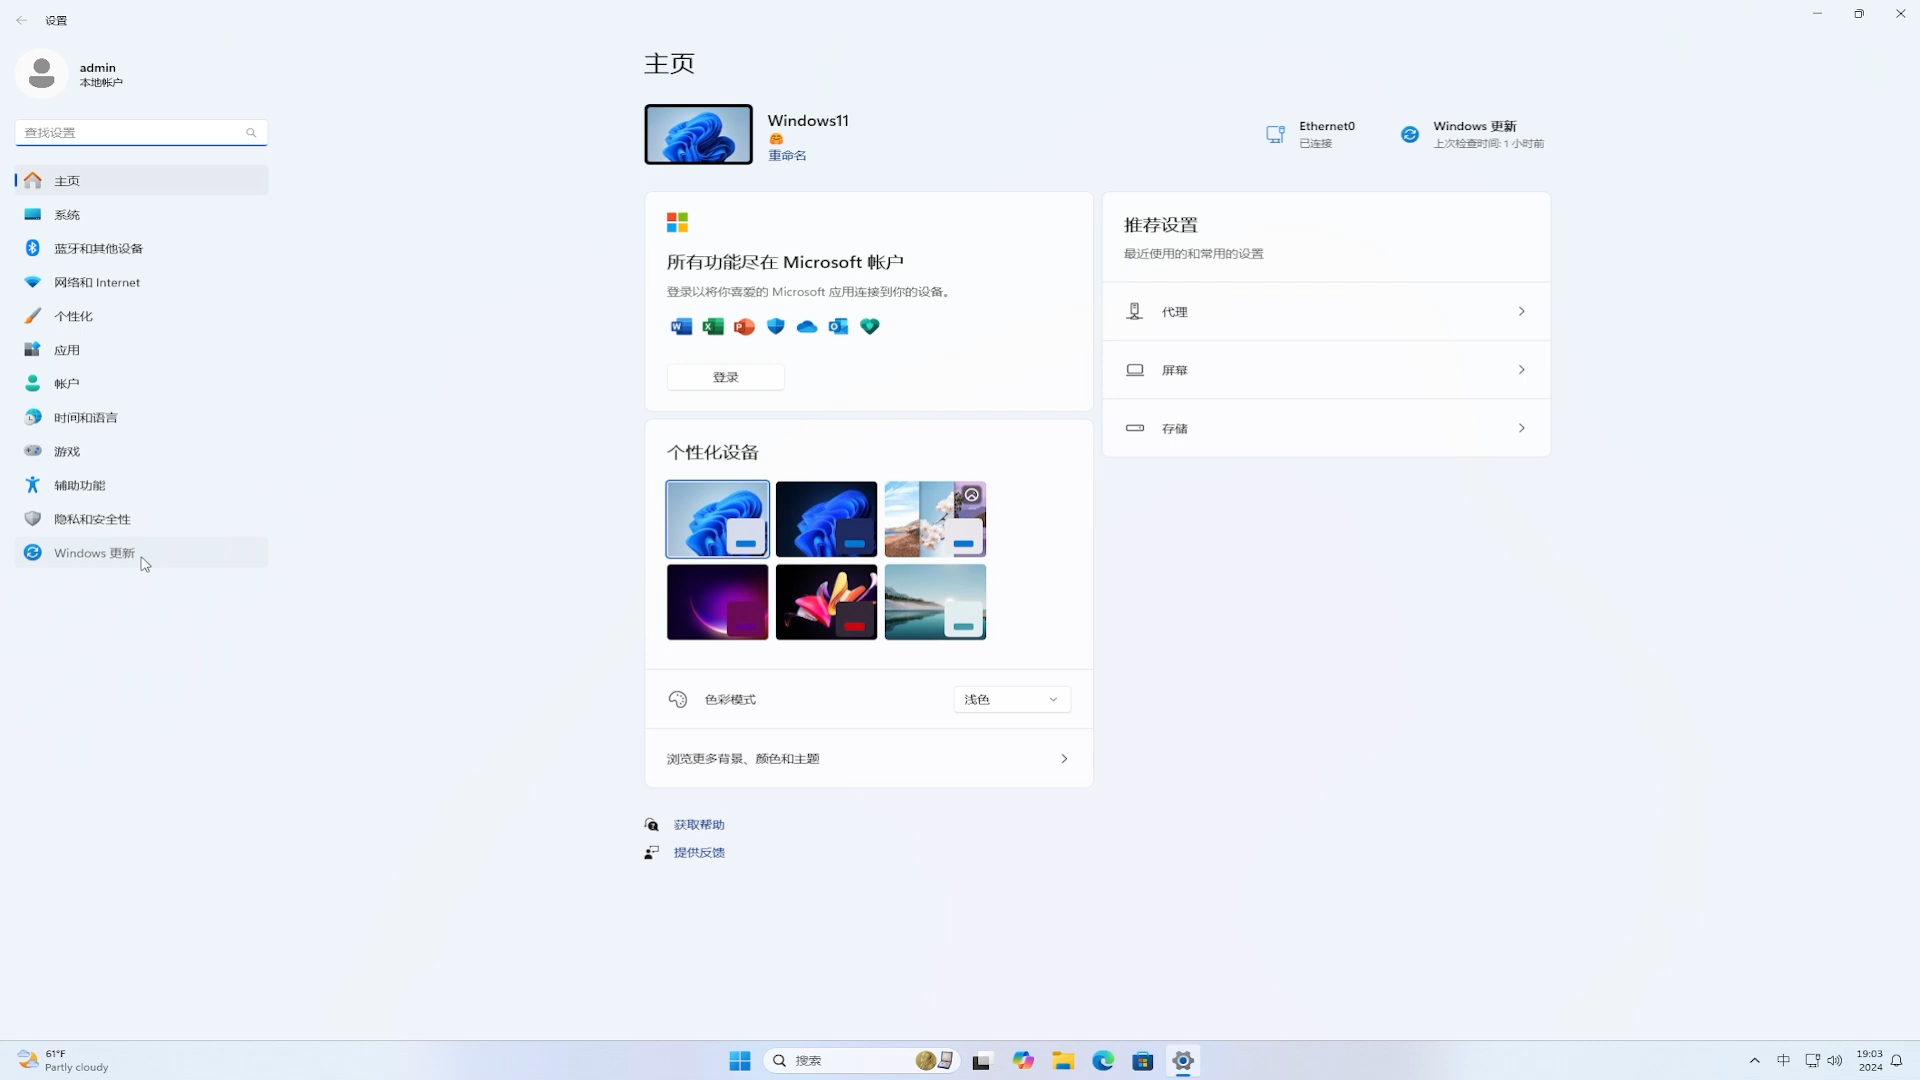 设置
admin
本地帐户
查找设置
主页
系统
蓝牙和其他设备
网络和 Internet
个性化
应用
帐户
时间和语言
游戏
辅助功能
隐私和安全性
Windows 更新
主页
Windows11
重命名
Ethernet0
已连接
Windows 更新
上次检查时间: 1 小时前
所有功能尽在 Microsoft 帐户
登录以将你喜爱的 Microsoft 应用连接到你的设备。
登录
推荐设置
最近使用的和常用的设置
代理
屏幕
存储
个性化设备
色彩模式
浅色
浏览更多背景、颜色和主题
获取帮助
提供反馈
61°F
Partly cloudy
搜索
中
19:03
2024